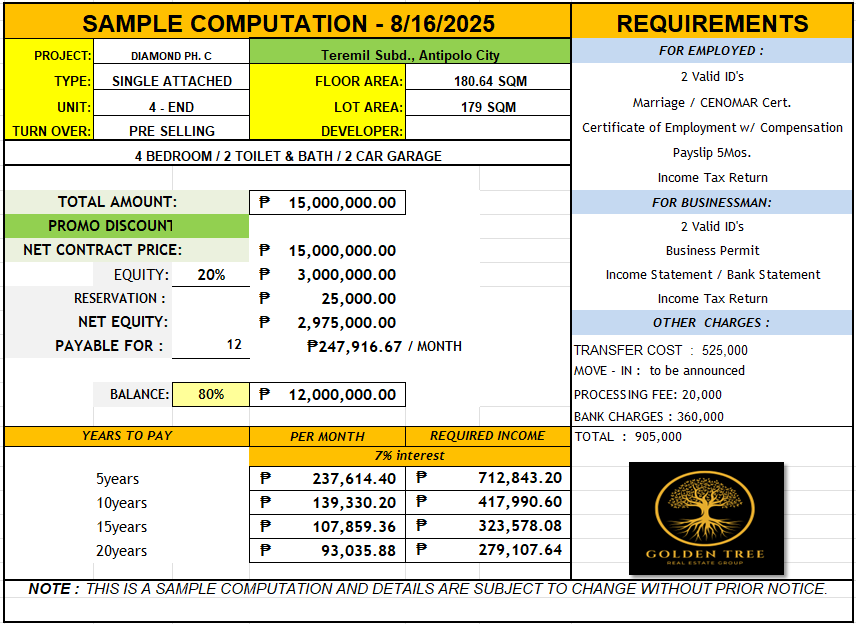 SAMPLE COMPUTATION - 8/16/2025
PROJECT: DIAMOND PH. C Teremil Subd., Antipolo City
TYPE: SINGLE ATTACHED FLOOR AREA: 180.64 SQM
UNIT: 4 - END LOT AREA: 179 SQM
TURN OVER: PRE SELLING DEVELOPER:
4 BEDROOM / 2 TOILET & BATH / 2 CAR GARAGE
TOTAL AMOUNT: ₱ 15,000,000.00
PROMO DISCOUNT
NET CONTRACT PRICE: ₱ 15,000,000.00
EQUITY: 20% ₱ 3,000,000.00
RESERVATION : ₱ 25,000.00
NET EQUITY: ₱ 2,975,000.00
PAYABLE FOR : 12 ₱247,916.67 / MONTH
BALANCE: 80% ₱ 12,000,000.00
YEARS TO PAY PER MONTH REQUIRED INCOME
7% interest
5years ₱ 237,614.40 ₱ 712,843.20
10years ₱ 139,330.20 ₱ 417,990.60
15years ₱ 107,859.36 ₱ 323,578.08
20years ₱ 93,035.88 ₱ 279,107.64
REQUIREMENTS
FOR EMPLOYED :
2 Valid ID's
Marriage / CENOMAR Cert.
Certificate of Employment w/ Compensation
Payslip 5Mos.
Income Tax Return
FOR BUSINESSMAN:
2 Valid ID's
Business Permit
Income Statement / Bank Statement
Income Tax Return
OTHER CHARGES :
TRANSFER COST : 525,000
MOVE - IN : to be announced
PROCESSING FEE: 20,000
BANK CHARGES : 360,000
TOTAL : 905,000
GOLDEN TREE
REAL ESTATE GROUP
NOTE : THIS IS A SAMPLE COMPUTATION AND DETAILS ARE SUBJECT TO CHANGE WITHOUT PRIOR NOTICE.